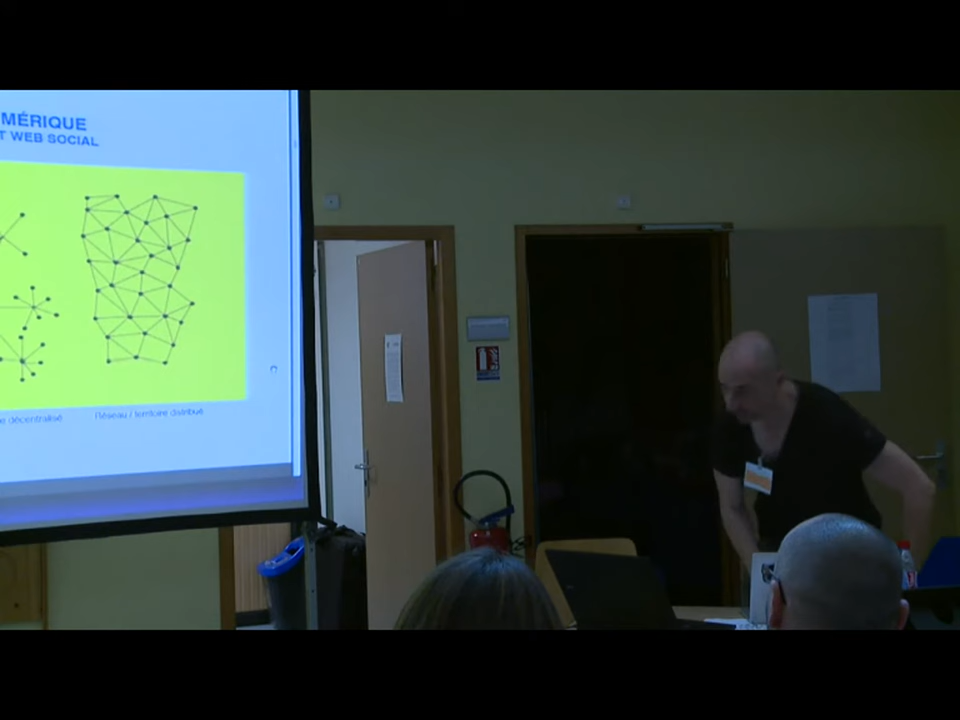 MÉRIQUE
T WEB SOCIAL
e décentralisé
Réseau / territoire distribué